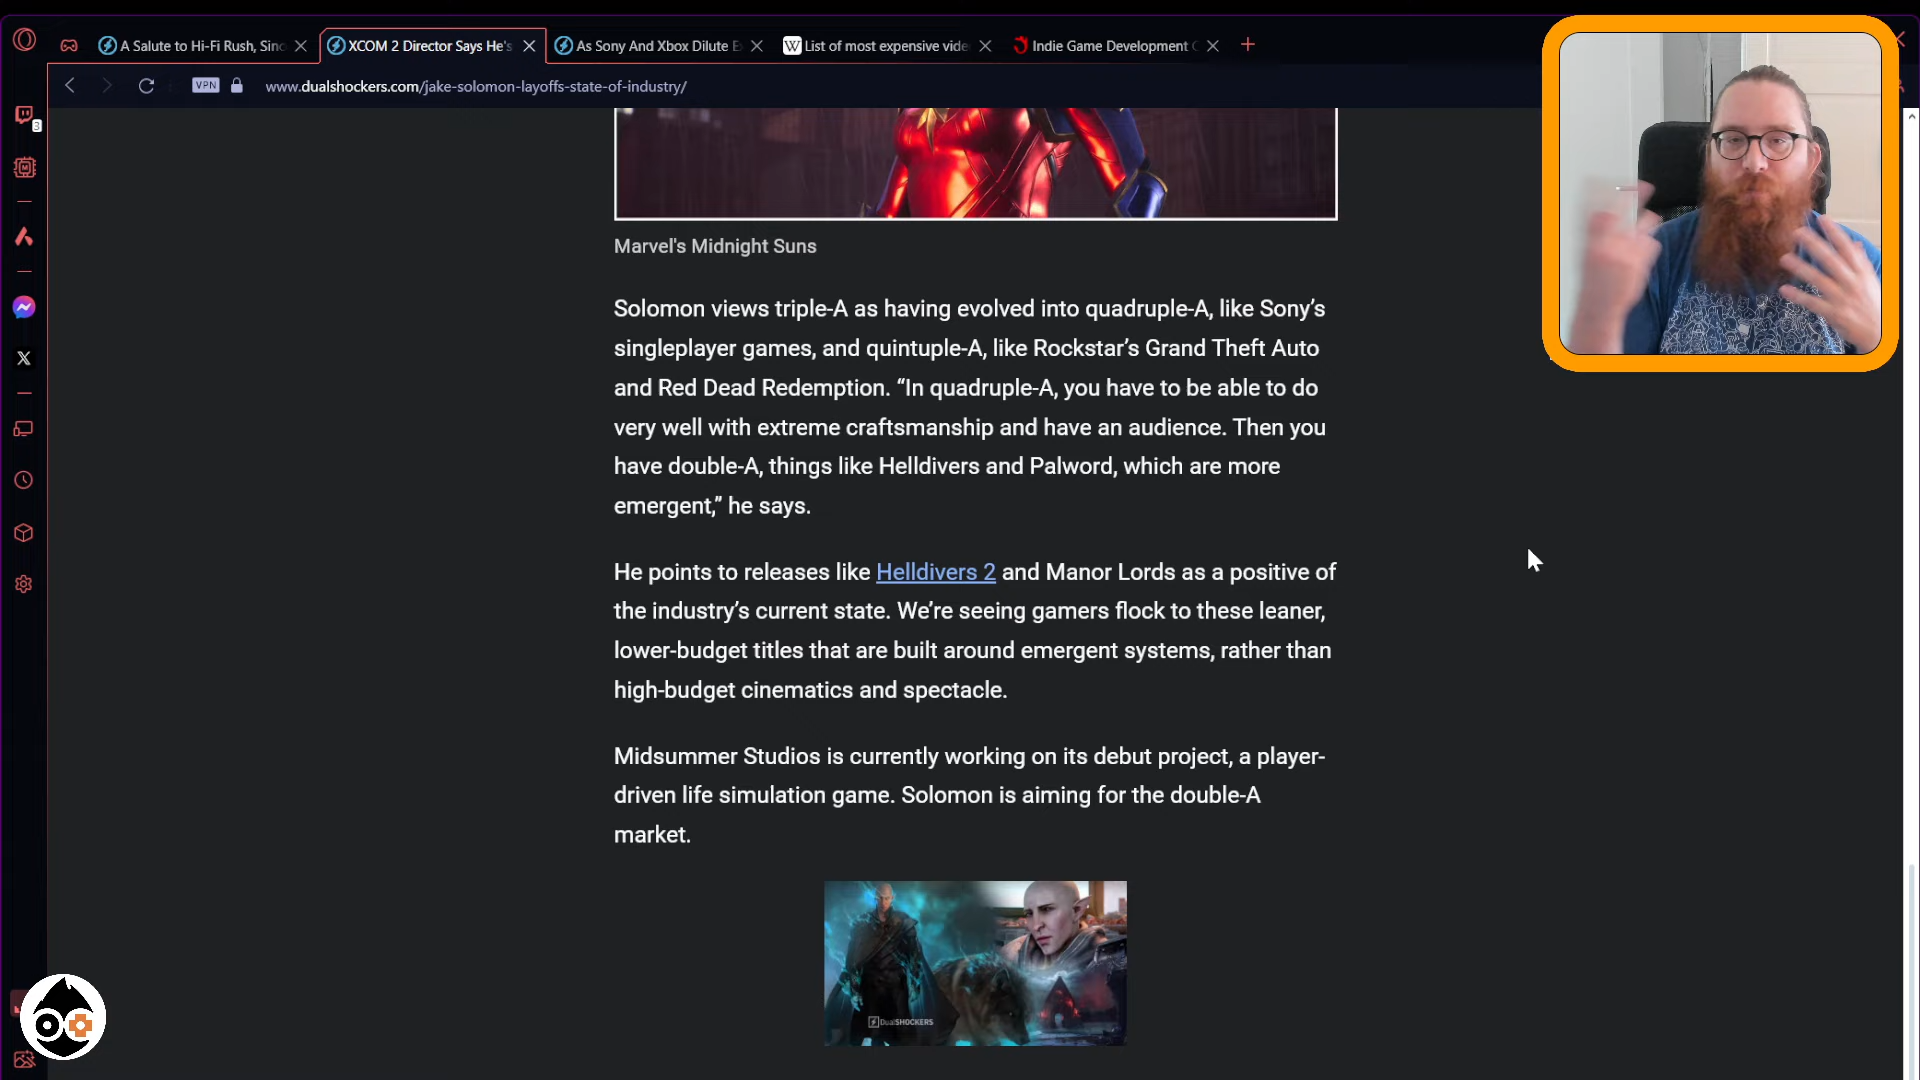 A Salute to Hi-Fi Rush, Sinc
XCOM 2 Director Says He's
As Sony And Xbox Dilute E
W List of most expensive vide
Indie Game Development C
VPN
www.dualshockers.com/jake-solomon-layoffs-state-of-industry/
3
Marvel's Midnight Suns
Solomon views triple-A as having evolved into quadruple-A, like Sony's
singleplayer games, and quintuple-A, like Rockstar's Grand Theft Auto
and Red Dead Redemption. “In quadruple-A, you have to be able to do
very well with extreme craftsmanship and have an audience. Then you
have double-A, things like Helldivers and Palword, which are more
emergent,” he says.
He points to releases like Helldivers 2 and Manor Lords as a positive of
the industry's current state. We're seeing gamers flock to these leaner,
lower-budget titles that are built around emergent systems, rather than
high-budget cinematics and spectacle.
Midsummer Studios is currently working on its debut project, a player-
driven life simulation game. Solomon is aiming for the double-A
market.
DualSHOCKERS